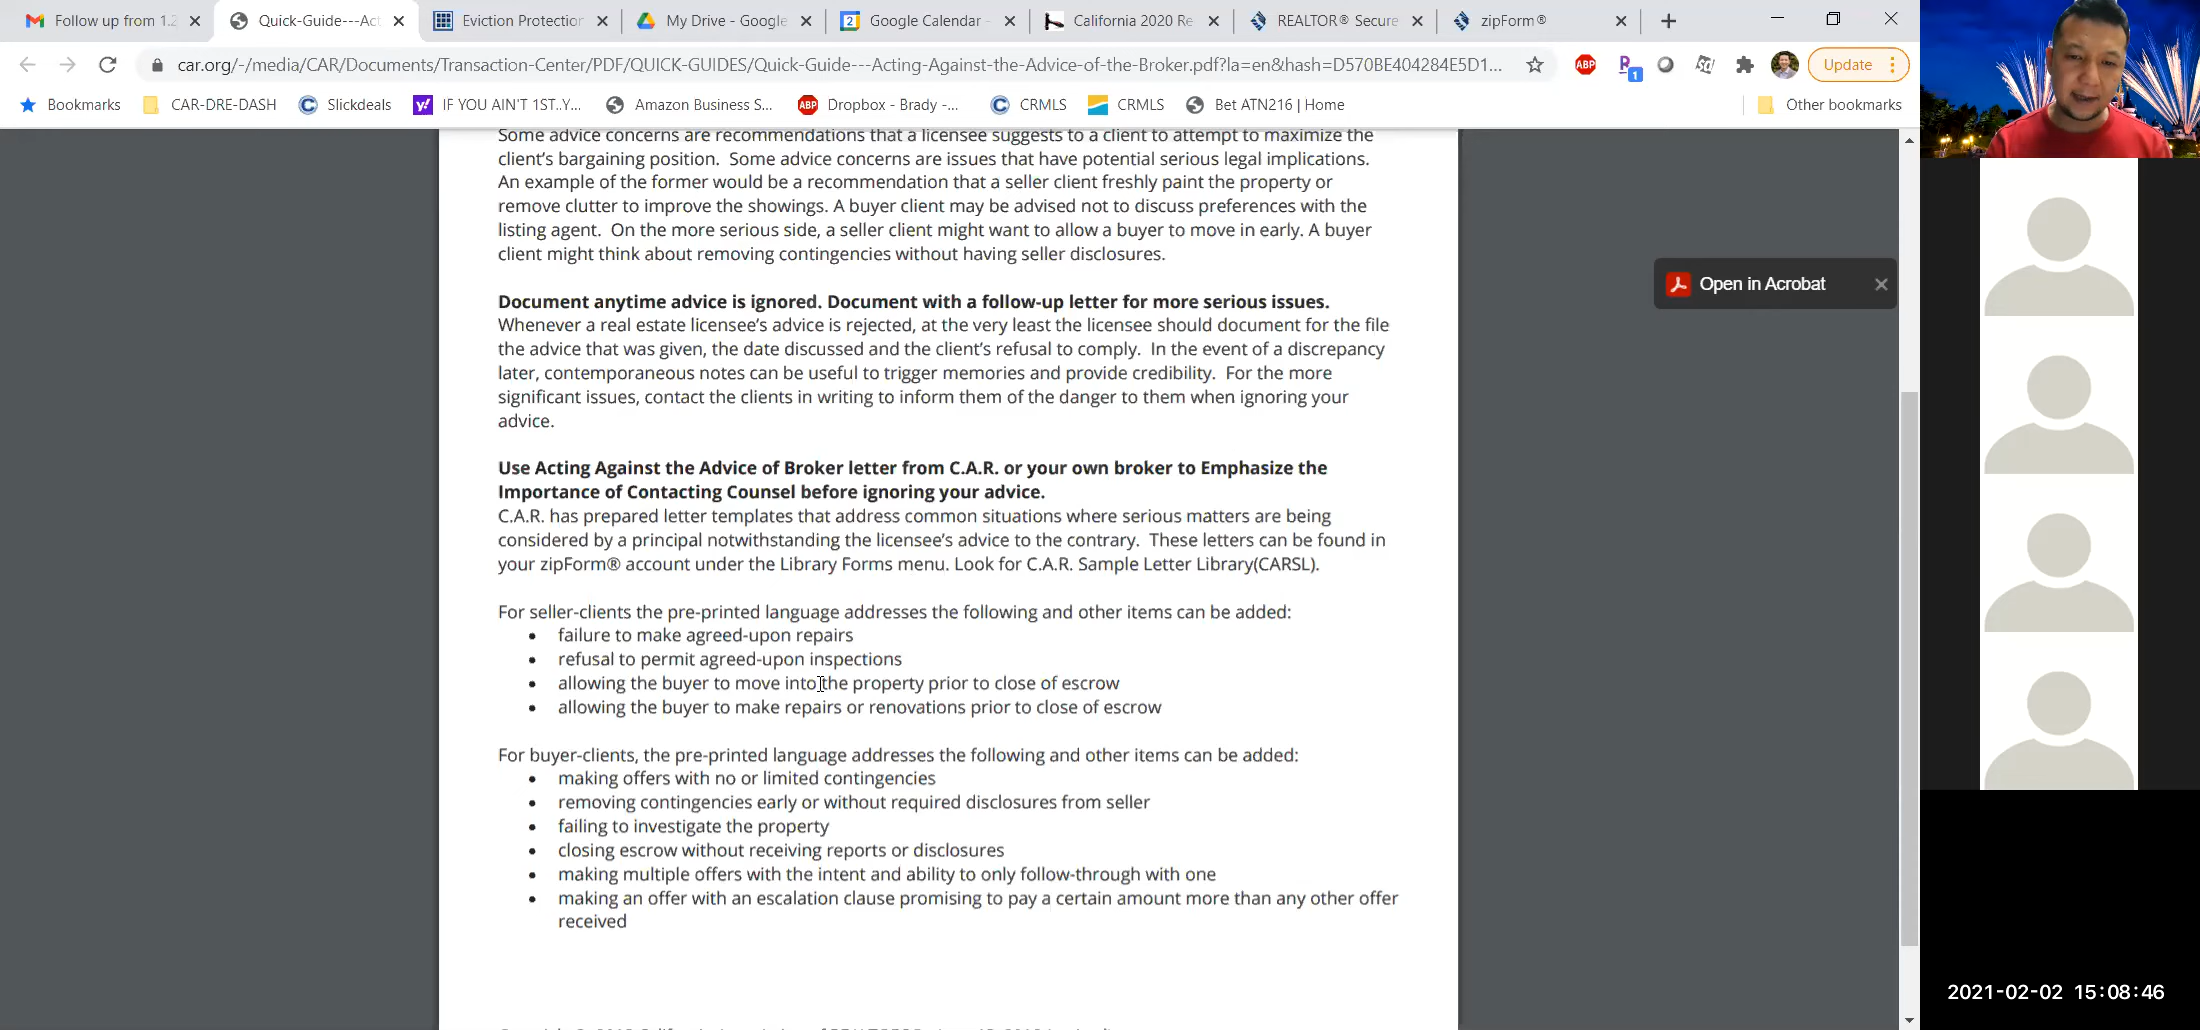 Follow up from 1.2
Quick-Guide---Act
Eviction Protection
My Drive - Google
2
Google Calendar -
California 2020 Re
REALTOR® Secure
zipForm®
car.org/-/media/CAR/Documents/Transaction-Center/PDF/QUICK-GUIDES/Quick-Guide---Acting-Against-the-Advice-of-the-Broker.pdf?la=en&hash=D570BE404284E5D1...
ABP
1
Update
Bookmarks
CAR-DRE-DASH
Slickdeals
IF YOU AIN'T 1ST..Y...
Amazon Business S...
ABP
Dropbox - Brady -...
CRMLS
CRMLS
Bet ATN216 | Home
Other bookmarks
Some advice concerns are recommendations that a licensee suggests to a client to attempt to maximize the
client's bargaining position. Some advice concerns are issues that have potential serious legal implications.
An example of the former would be a recommendation that a seller client freshly paint the property or
remove clutter to improve the showings. A buyer client may be advised not to discuss preferences with the
listing agent. On the more serious side, a seller client might want to allow a buyer to move in early. A buyer
client might think about removing contingencies without having seller disclosures.
Open in Acrobat
Document anytime advice is ignored. Document with a follow-up letter for more serious issues.
Whenever a real estate licensee's advice is rejected, at the very least the licensee should document for the file
the advice that was given, the date discussed and the client's refusal to comply. In the event of a discrepancy
later, contemporaneous notes can be useful to trigger memories and provide credibility. For the more
significant issues, contact the clients in writing to inform them of the danger to them when ignoring your
advice.
Use Acting Against the Advice of Broker letter from C.A.R. or your own broker to Emphasize the
Importance of Contacting Counsel before ignoring your advice.
C.A.R. has prepared letter templates that address common situations where serious matters are being
considered by a principal notwithstanding the licensee's advice to the contrary. These letters can be found in
your zipForm® account under the Library Forms menu. Look for C.A.R. Sample Letter Library(CARSL).
For seller-clients the pre-printed language addresses the following and other items can be added:
• failure to make agreed-upon repairs
• refusal to permit agreed-upon inspections
• allowing the buyer to move into the property prior to close of escrow
• allowing the buyer to make repairs or renovations prior to close of escrow
For buyer-clients, the pre-printed language addresses the following and other items can be added:
• making offers with no or limited contingencies
• removing contingencies early or without required disclosures from seller
• failing to investigate the property
• closing escrow without receiving reports or disclosures
• making multiple offers with the intent and ability to only follow-through with one
• making an offer with an escalation clause promising to pay a certain amount more than any other offer
received
2021-02-02 15:08:46